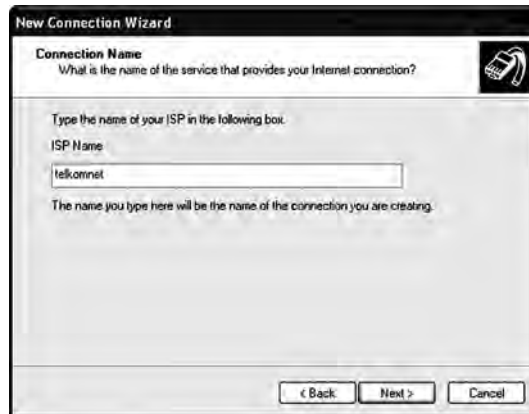 New Connection Wizard
Connection Name
What is the name of the service that provides your Internet connection?
Type the name of your ISP in the following box.
ISP Name
telkomnet
The name you type here will be the name of the connection you are creating.
< Back
Next >
Cancel